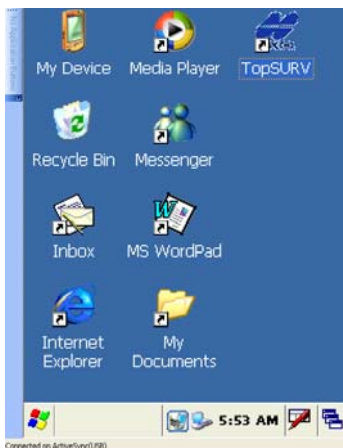 My Device Media Player TopSURV
Recycle Bin Messenger
Inbox MS WordPad
Internet Explorer
My Documents
5:53 AM
Connected on ActiveSync(USB)